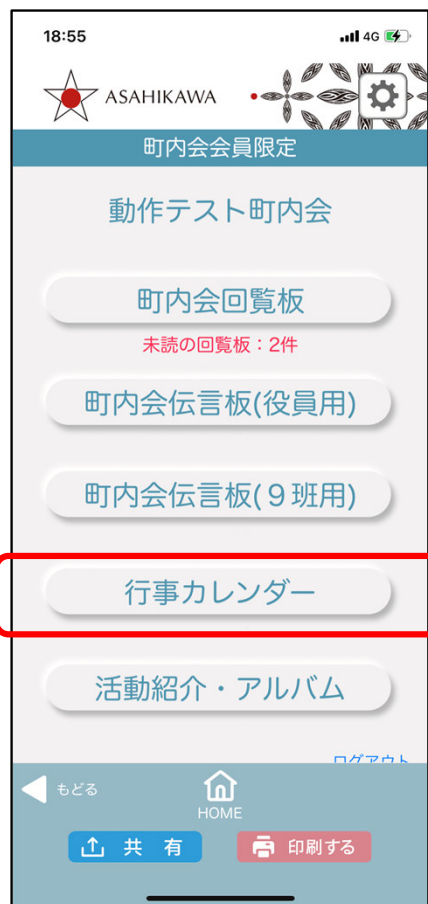 18:55
4G
ASAHIKAWA
町内会会員限定
動作テスト町内会
町内会回覧板
未読の回覧板：2件
町内会伝言板(役員用)
町内会伝言板(９班用)
行事カレンダー
活動紹介・アルバム
ログアウト
もどる
HOME
共 有
印刷する